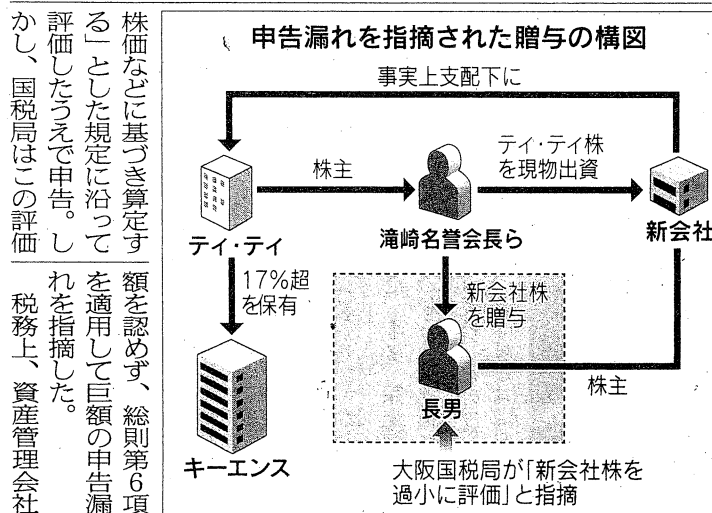 株価などに基づき算定す
る」とした規定に沿って
評価したうえで申告。し
かし、国税局はこの評価
額を認めず、総則第6項
を適用して巨額の申告漏
れを指摘した。
税務上、資産管理会社
申告漏れを指摘された贈与の構図
事実上支配下に
株主
ティ・ティ株
を現物出資
ティ・ティ
滝崎名誉会長ら
新会社
17%超
を保有
新会社株
を贈与
長男
株主
キーエンス
大阪国税局が「新会社株を
過小に評価」と指摘